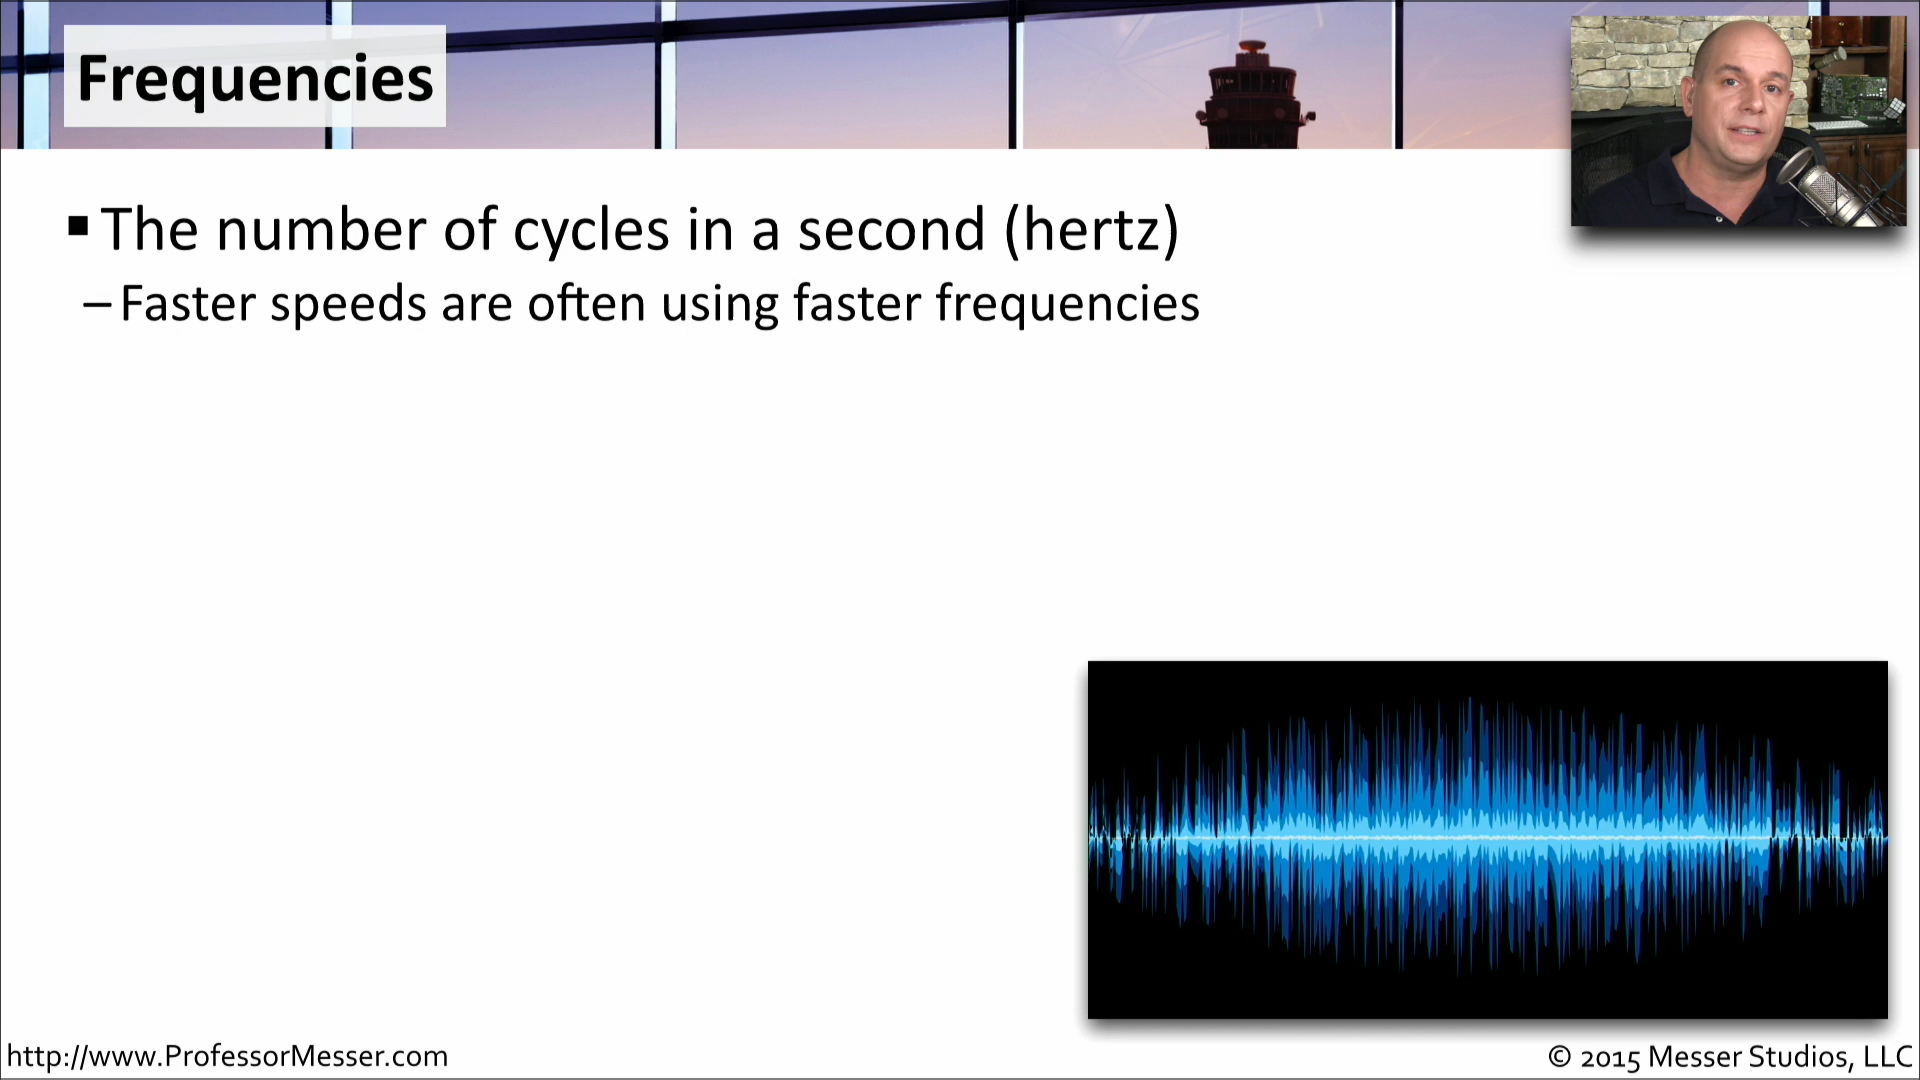 Frequencies
▪ The number of cycles in a second (hertz)
– Faster speeds are often using faster frequencies
http://www.ProfessorMesser.com
© 2015 Messer Studios, LLC